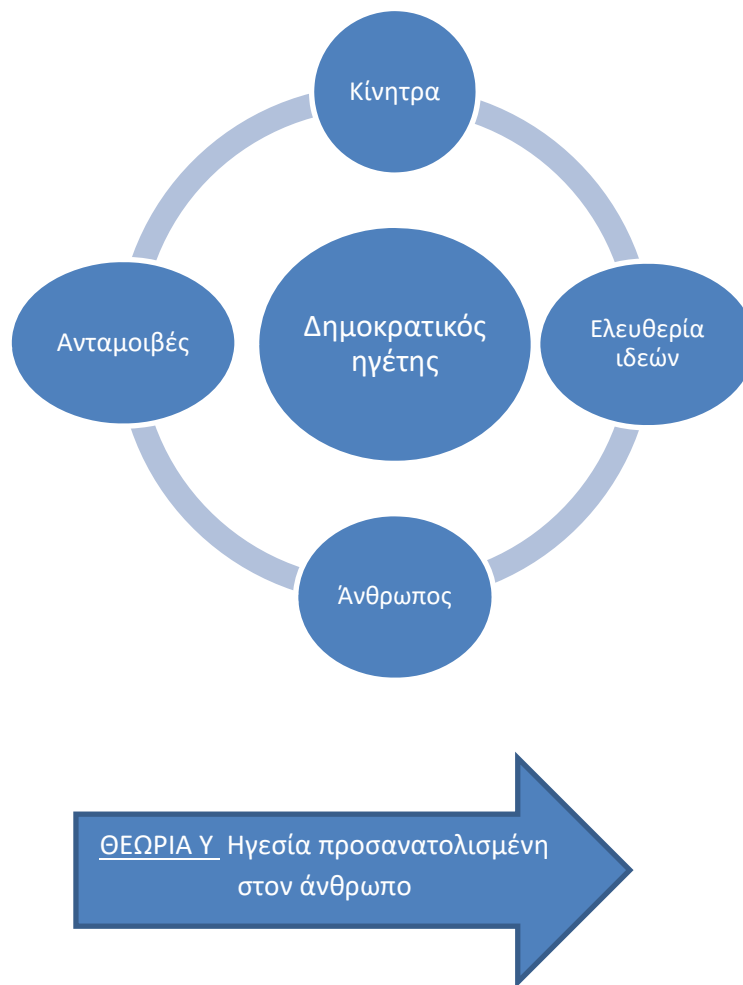 Κίνητρα
Ανταμοιβές
Δημοκρατικός
ηγέτης
Ελευθερία
ιδεών
Άνθρωπος
ΘΕΩΡΙΑ Υ Ηγεσία προσανατολισμένη
στον άνθρωπο